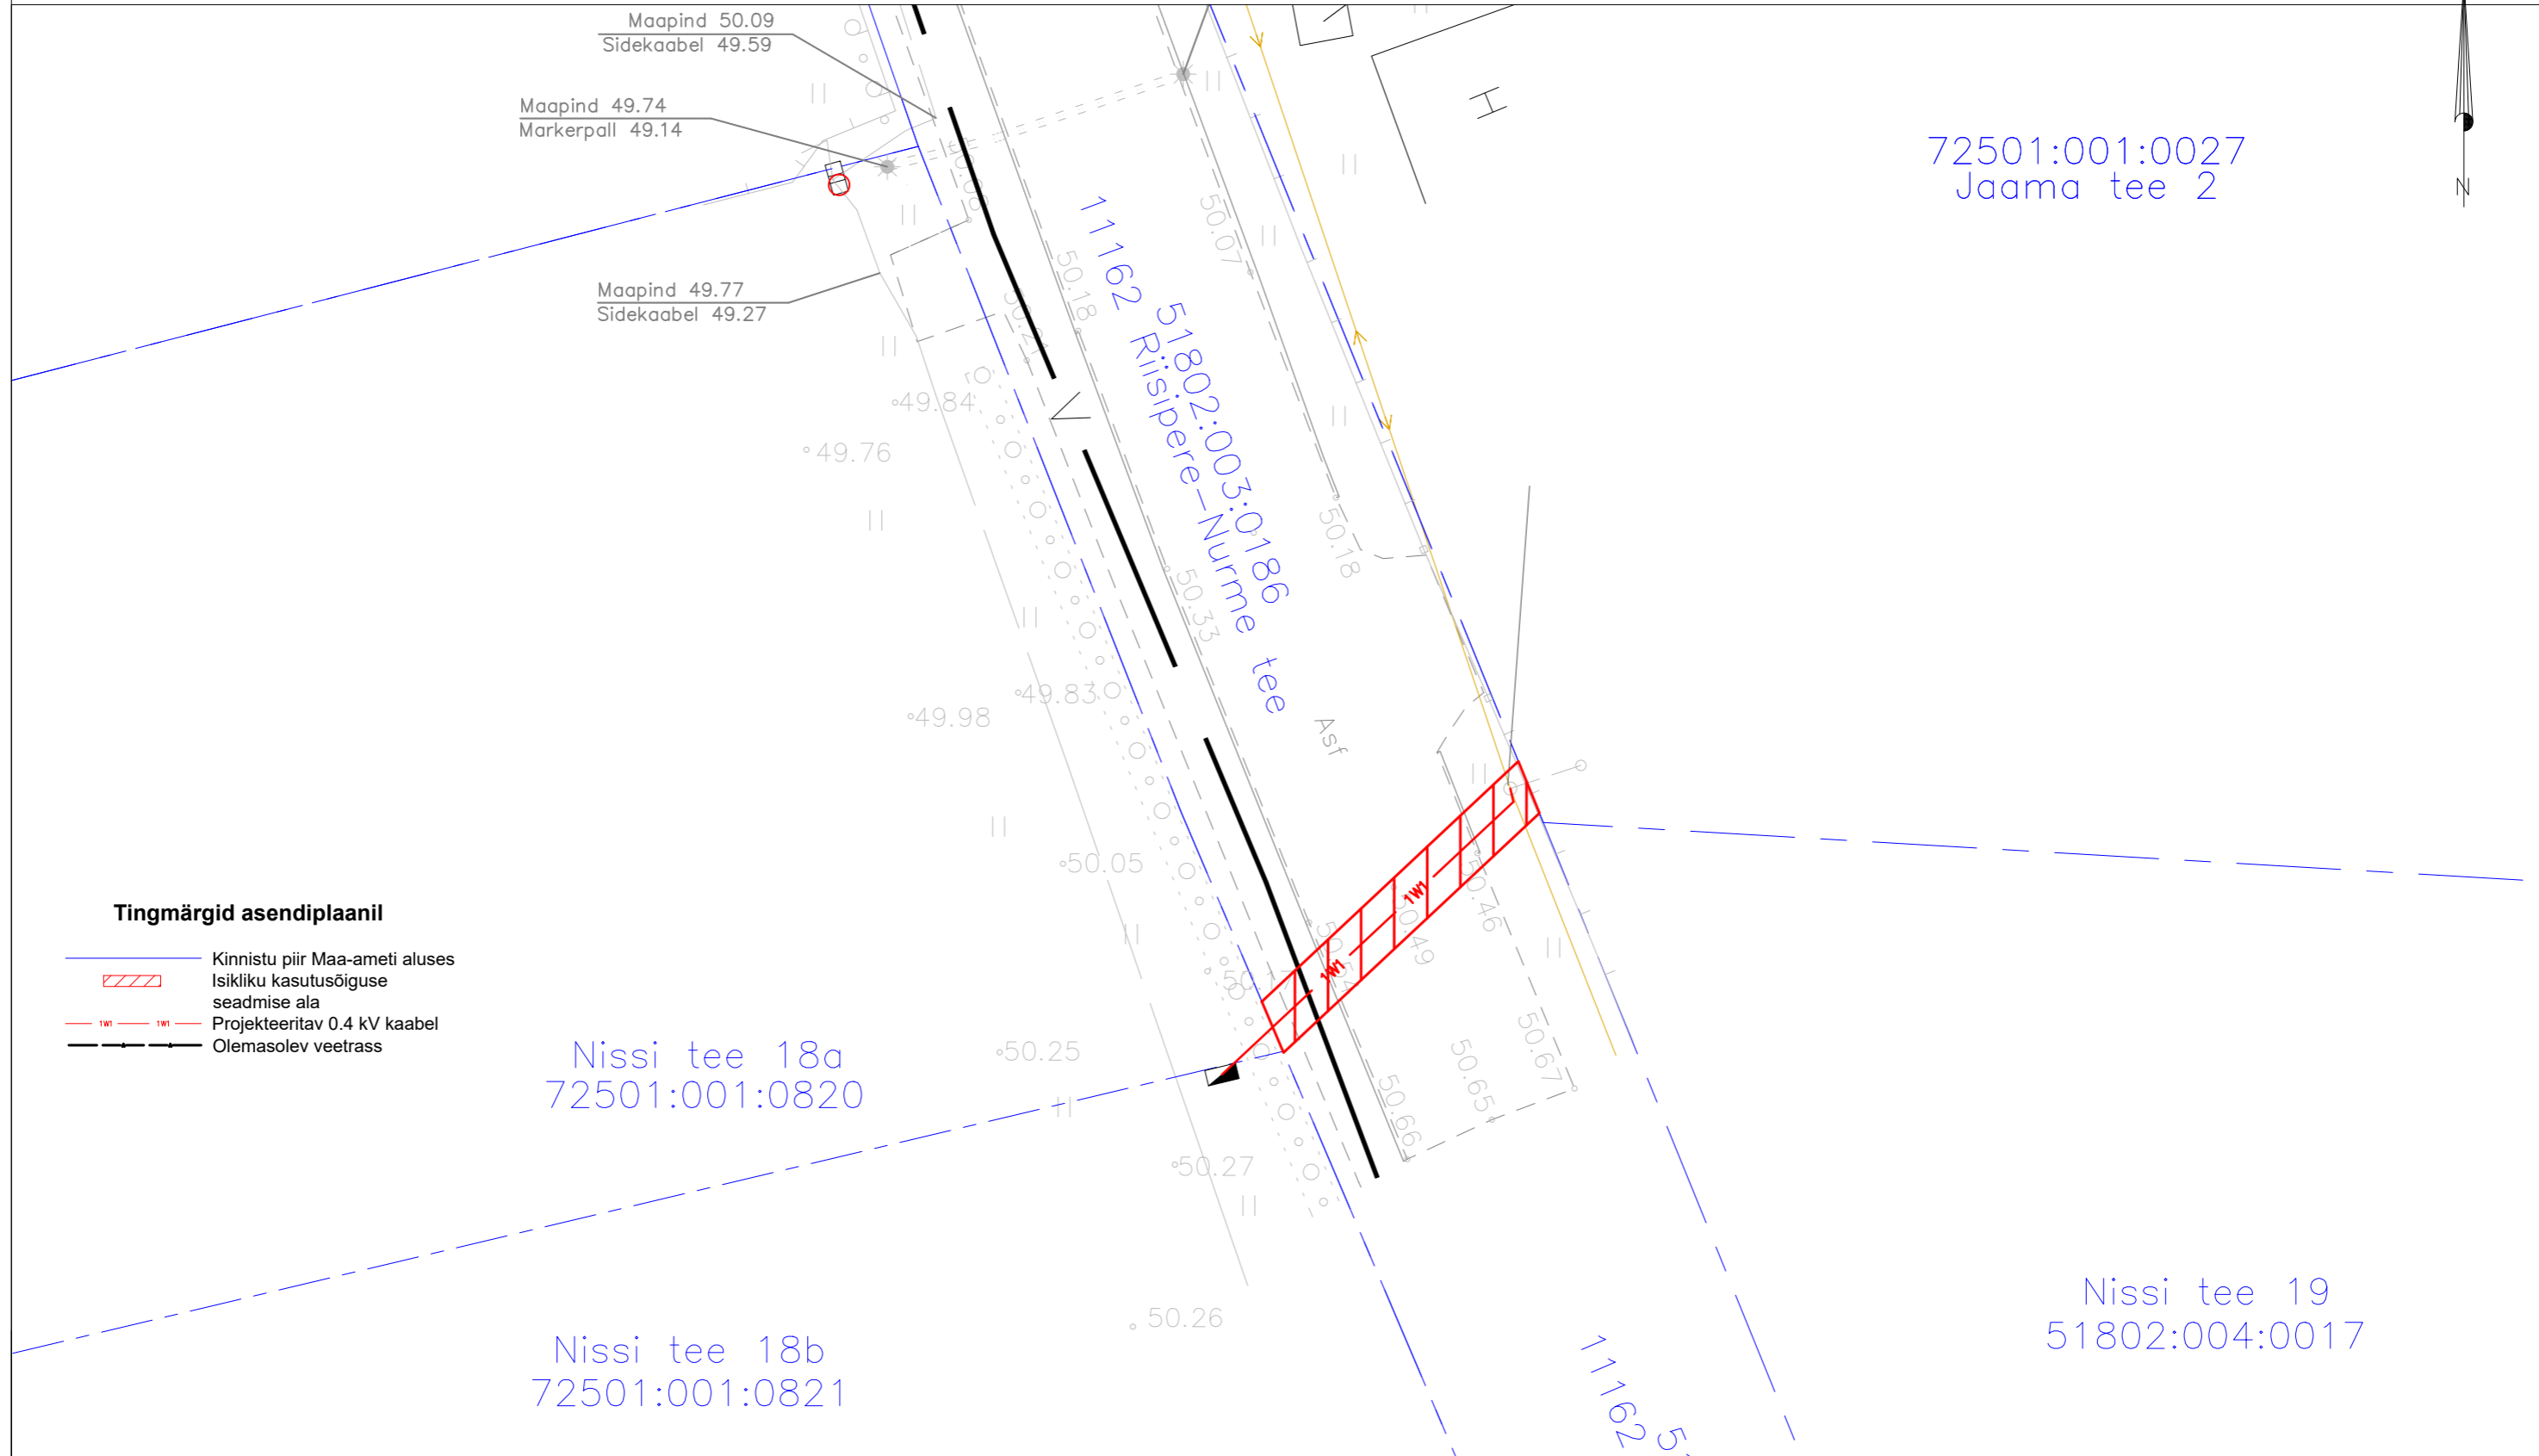 Maapind 50.09
Sidekaabel 49.59
Maapind 49.74
Markerpall 49.14
Maapind 49.77
Sidekaabel 49.27
72501:001:0027
Jaama tee 2
N
H
V
50.07
50.18
51802:003:0186
11162 Riisipere-Nurme tee
49.84
49.76
50.18
50.33
49.83
49.98
Asf
50.05
50.46
50.49
1W1
1W1
50.25
50.67
50.65
50.66
50.27
50.26
Tingmärgid asendiplaanil
Kinnistu piir Maa-ameti aluses
Isikliku kasutusõiguse
seadmise ala
1W1 1W1 Projekteeritav 0.4 kV kaabel
Olemasolev veetrass
Nissi tee 18a
72501:001:0820
Nissi tee 18b
72501:001:0821
Nissi tee 19
51802:004:0017
11162